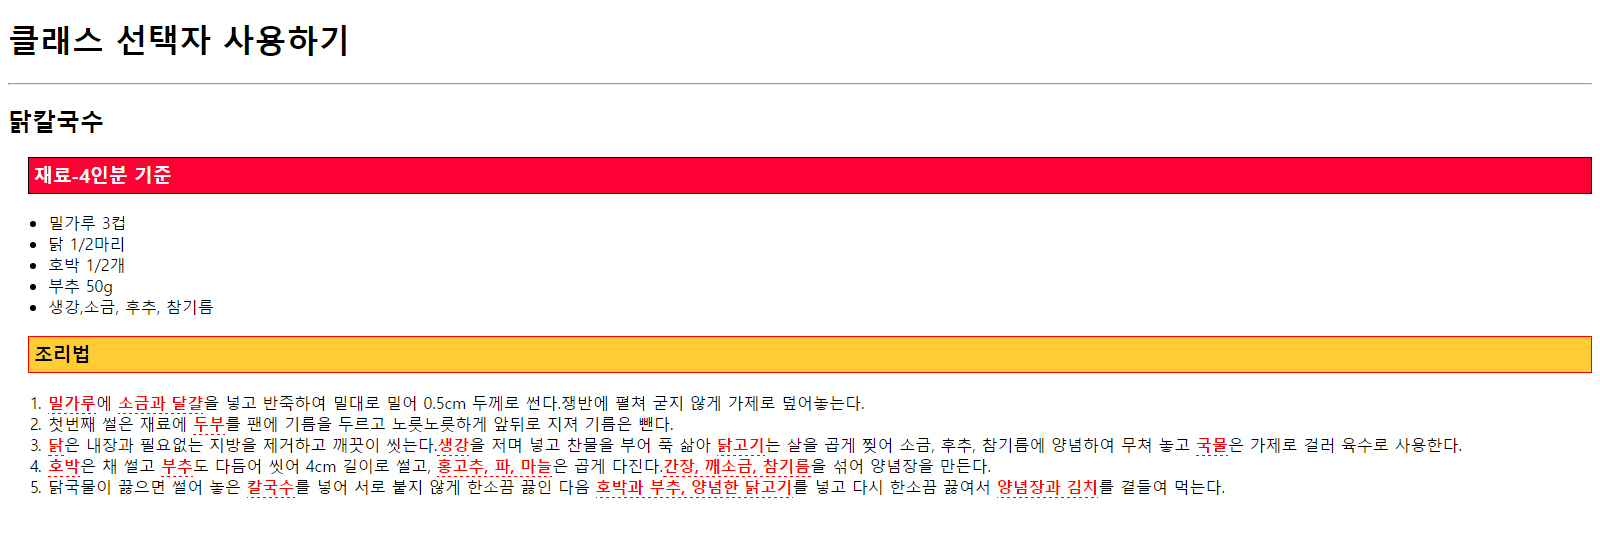 클래스 선택자 사용하기
닭칼국수
재료-4인분 기준
밀가루 3컵
닭 1/2마리
호박 1/2개
부추 50g
생강,소금, 후추, 참기름
조리법
1. 밀가루에 소금과 달걀을 넣고 반죽하여 밀대로 밀어 0.5cm 두께로 썬다.쟁반에 펼쳐 굳지 않게 가제로 덮어놓는다.
2. 첫번째 썰은 재료에 두부를 팬에 기름을 두르고 노릇노릇하게 앞뒤로 지져 기름은 뺀다.
3. 닭은 내장과 필요없는 지방을 제거하고 깨끗이 씻는다.생강을 저며 넣고 찬물을 부어 푹 삶아 닭고기는 살을 곱게 찢어 소금, 후추, 참기름에 양념하여 무쳐 놓고 국물은 가제로 걸러 육수로 사용한다.
4. 호박은 채 썰고 부추도 다듬어 씻어 4cm 길이로 썰고, 홍고추, 파, 마늘은 곱게 다진다.간장, 깨소금, 참기름을 섞어 양념장을 만든다.
5. 닭국물이 끓으면 썰어 놓은 칼국수를 넣어 서로 붙지 않게 한소끔 끓인 다음 호박과 부추, 양념한 닭고기를 넣고 다시 한소끔 끓여서 양념장과 김치를 곁들여 먹는다.